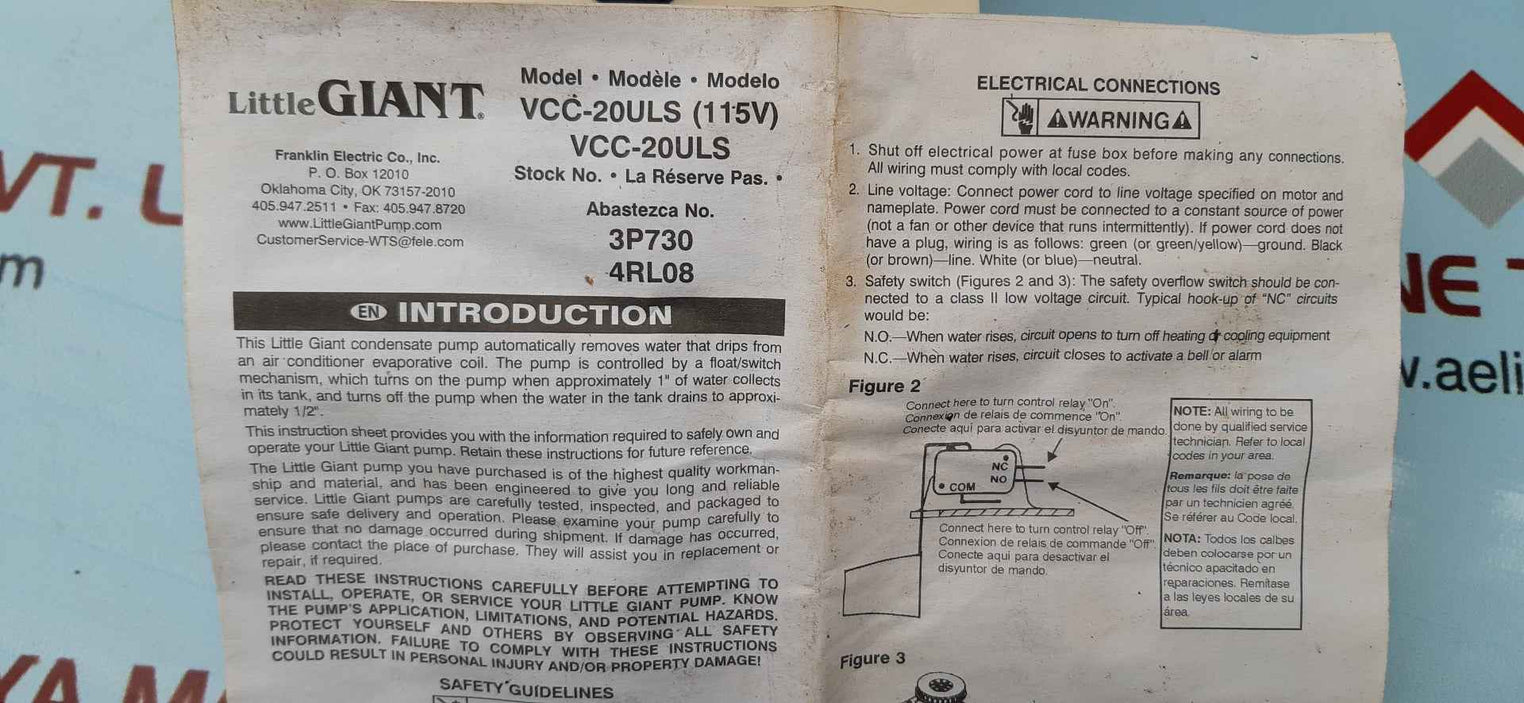 Little GIANT®
Franklin Electric Co., Inc.
P. O. Box 12010
Oklahoma City, OK 73157-2010
405.947.2511 • Fax: 405.947.8720
www.LittleGiantPump.com
CustomerService-WTS@fele.com
Model • Modèle • Modelo
VCC-20ULS (115V)
VCC-20ULS
Stock No. • La Réserve Pas. •
Abastezca No.
3P730
4RL08
EN INTRODUCTION
This Little Giant condensate pump automatically removes water that drips from
an air conditioner evaporative coil. The pump is controlled by a float/switch
mechanism, which turns on the pump when approximately 1" of water collects
in its tank, and turns off the pump when the water in the tank drains to approxi-
mately 1/2".
This instruction sheet provides you with the information required to safely own and
operate your Little Giant pump. Retain these instructions for future reference.
The Little Giant pump you have purchased is of the highest quality workman-
ship and material, and has been engineered to give you long and reliable
service. Little Giant pumps are carefully tested, inspected, and packaged to
ensure safe delivery and operation. Please examine your pump carefully to
ensure that no damage occurred during shipment. If damage has occurred,
please contact the place of purchase. They will assist you in replacement or
repair, if required.
READ THESE INSTRUCTIONS CAREFULLY BEFORE ATTEMPTING TO
INSTALL, OPERATE, OR SERVICE YOUR LITTLE GIANT PUMP. KNOW
THE PUMP'S APPLICATION, LIMITATIONS, AND POTENTIAL HAZARDS.
PROTECT YOURSELF AND OTHERS BY OBSERVING ALL SAFETY
INFORMATION. FAILURE TO COMPLY WITH THESE INSTRUCTIONS
COULD RESULT IN PERSONAL INJURY AND/OR PROPERTY DAMAGE!
SAFETY GUIDELINES
ELECTRICAL CONNECTIONS
WARNING
1. Shut off electrical power at fuse box before making any connections.
All wiring must comply with local codes.
2. Line voltage: Connect power cord to line voltage specified on motor and
nameplate. Power cord must be connected to a constant source of power
(not a fan or other device that runs intermittently). If power cord does not
have a plug, wiring is as follows: green (or green/yellow)—ground. Black
(or brown)—line. White (or blue)—neutral.
3. Safety switch (Figures 2 and 3): The safety overflow switch should be con-
nected to a class II low voltage circuit. Typical hook-up of "NC" circuits
would be:
N.O.—When water rises, circuit opens to turn off heating or cooling equipment
N.C.—When water rises, circuit closes to activate a bell or alarm
Figure 2
Connect here to turn control relay "On".
Connexion de relais de commence "On".
Conecte aquí para activar el disyuntor de mando.
NC
NO
COM
Connect here to turn control relay "Off".
Connexion de relais de commande "Off".
Conecte aquí para desactivar el
disyuntor de mando.
NOTE: All wiring to be
done by qualified service
technician. Refer to local
codes in your area.
Remarque: la pose de
tous les fils doit être faite
par un technicien agréé.
Se référer au Code local.
NOTA: Todos los calbes
deben colocarse por un
técnico apacitado en
reparaciones. Remítase
a las leyes locales de su
área.
Figure 3
VT. L
m
YA M
NE T
w.aeli